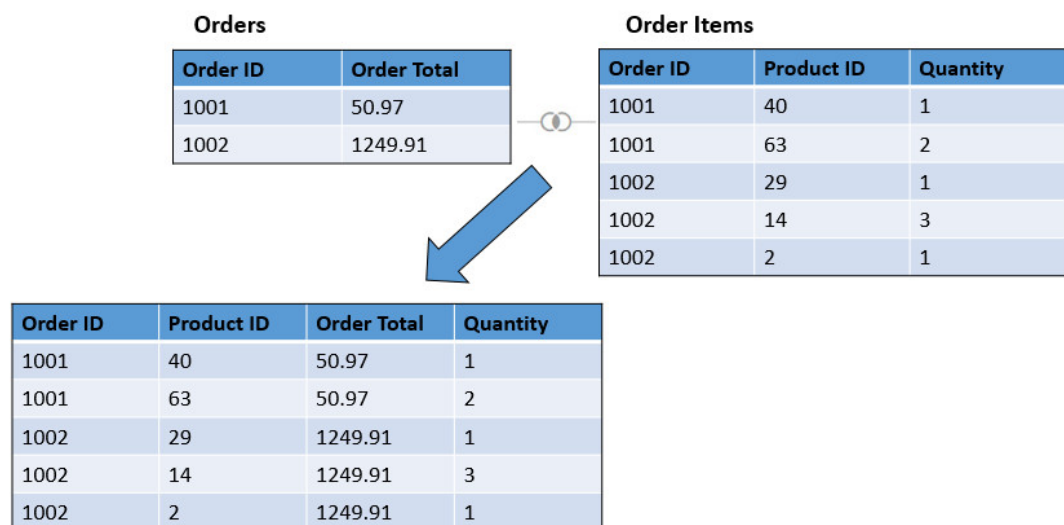 Orders
Order ID Order Total
1001 50.97
1002 1249.91
Order Items
Order ID Product ID Quantity
1001 40 1
1001 63 2
1002 29 1
1002 14 3
1002 2 1
Order ID Product ID Order Total Quantity
1001 40 50.97 1
1001 63 50.97 2
1002 29 1249.91 1
1002 14 1249.91 3
1002 2 1249.91 1